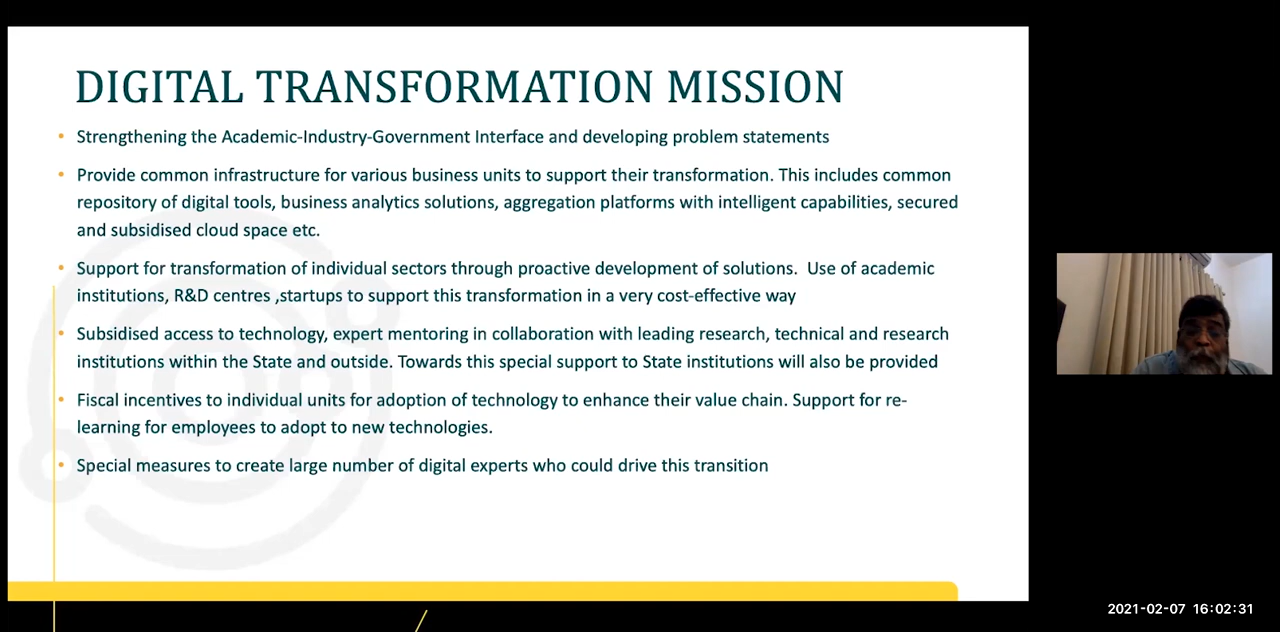 DIGITAL TRANSFORMATION MISSION
• Strengthening the Academic-Industry-Government Interface and developing problem statements
• Provide common infrastructure for various business units to support their transformation. This includes common
repository of digital tools, business analytics solutions, aggregation platforms with intelligent capabilities, secured
and subsidised cloud space etc.
• Support for transformation of individual sectors through proactive development of solutions.  Use of academic
institutions, R&D centres ,startups to support this transformation in a very cost-effective way
• Subsidised access to technology, expert mentoring in collaboration with leading research, technical and research
institutions within the State and outside. Towards this special support to State institutions will also be provided
• Fiscal incentives to individual units for adoption of technology to enhance their value chain. Support for re-
learning for employees to adopt to new technologies.
• Special measures to create large number of digital experts who could drive this transition
2021-02-07 16:02:31